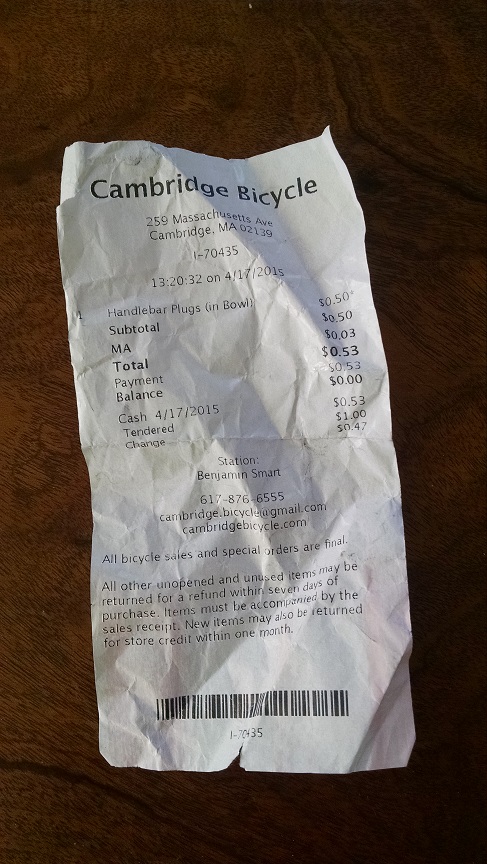 Cambridge Bicycle
259 Massachusetts Ave
Cambridge, MA 02139
I-70435
13:20:32 on 4/17/2015
1 Handlebar Plugs (in Bowl) $0.50*
Subtotal $0.50
MA $0.03
Total $0.53
Payment $0.53
Balance $0.00
Cash 4/17/2015 $0.53
Tendered $1.00
Change $0.47
Station:
Benjamin Smart
617-876-6555
cambridge.bicycle@gmail.com
cambridgebicycle.com
All bicycle sales and special orders are final.
All other unopened and unused items may be
returned for a refund within seven days of
purchase. Items must be accompanied by the
sales receipt. New items may also be returned
for store credit within one month.
I-70435